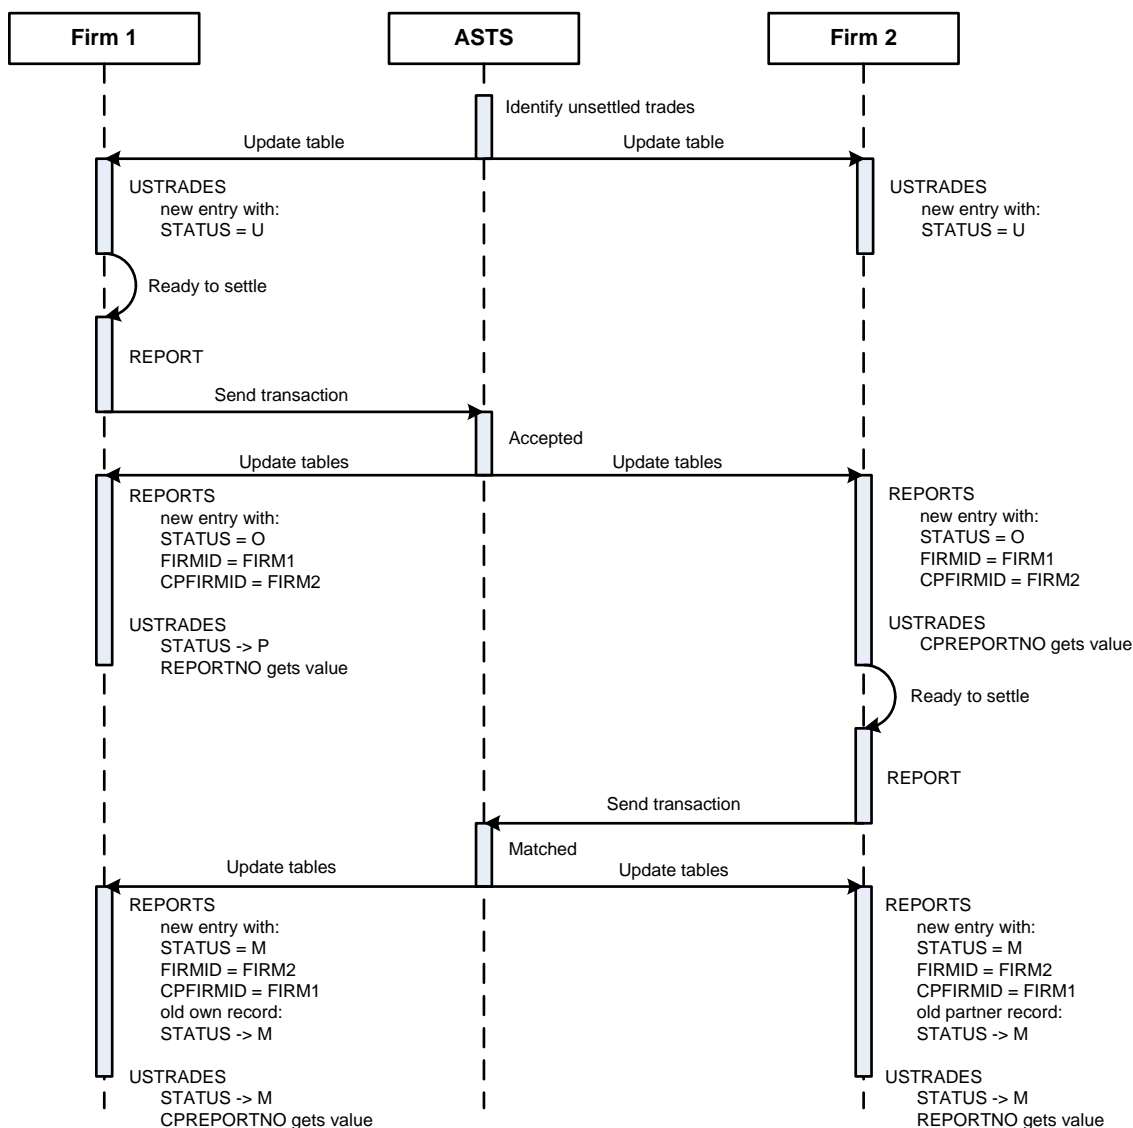 Firm 1
ASTS
Firm 2
Identify unsettled trades
Update table
Update table
USTRADES
new entry with:
STATUS = U
USTRADES
new entry with:
STATUS = U
Ready to settle
REPORT
Send transaction
Accepted
Update tables
Update tables
REPORTS
new entry with:
STATUS = O
FIRMID = FIRM1
CPFIRMID = FIRM2
USTRADES
STATUS -> P
REPORTNO gets value
REPORTS
new entry with:
STATUS = O
FIRMID = FIRM1
CPFIRMID = FIRM2
USTRADES
CPREPORTNO gets value
Ready to settle
REPORT
Send transaction
Matched
Update tables
Update tables
REPORTS
new entry with:
STATUS = M
FIRMID = FIRM2
CPFIRMID = FIRM1
old own record:
STATUS -> M
USTRADES
STATUS -> M
CPREPORTNO gets value
REPORTS
new entry with:
STATUS = M
FIRMID = FIRM2
CPFIRMID = FIRM1
old partner record:
STATUS -> M
USTRADES
STATUS -> M
REPORTNO gets value